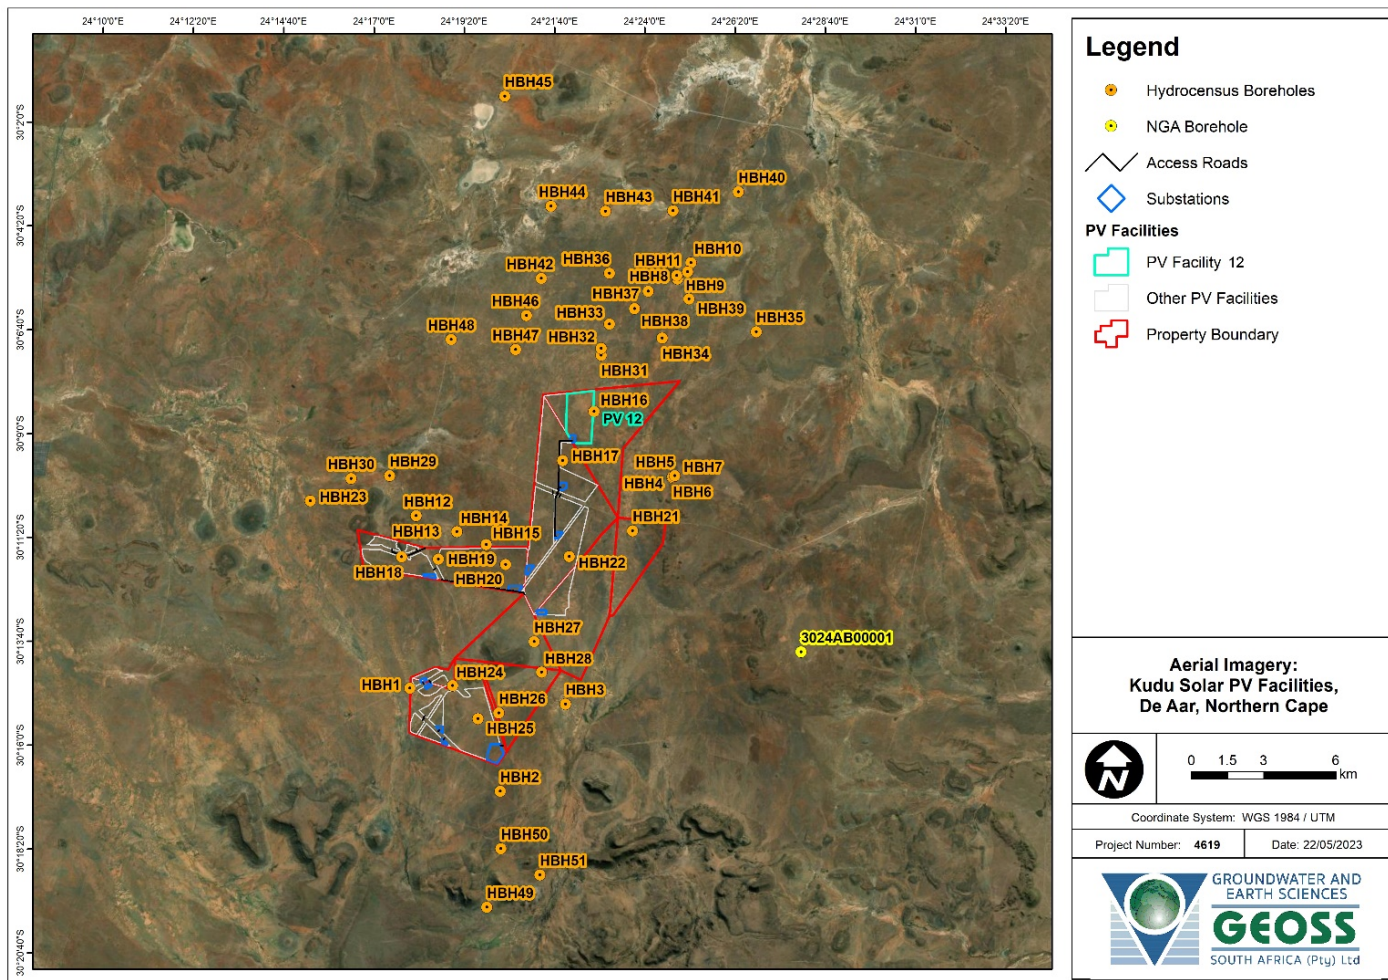 24°10'0"E
24°12'20"E
24°14'40"E
24°17'0"E
24°19'20"E
24°21'40"E
24°24'0"E
24°26'20"E
24°28'40"E
24°31'0"E
24°33'20"E
30°2'0"S
30°4'20"S
30°6'40"S
30°9'0"S
30°11'20"S
30°13'40"S
30°16'0"S
30°18'20"S
30°20'40"S
HBH45
HBH40
HBH44
HBH43
HBH41
HBH10
HBH36
HBH11
HBH42
HBH8
HBH9
HBH37
HBH46
HBH39
HBH33
HBH38
HBH35
HBH48
HBH47
HBH32
HBH34
HBH31
HBH16
PV 12
HBH17
HBH30
HBH29
HBH5
HBH7
HBH4
HBH6
HBH23
HBH12
HBH14
HBH21
HBH13
HBH15
HBH19
HBH22
HBH18
HBH20
HBH27
3024AB00001
HBH28
HBH24
HBH1
HBH26
HBH3
HBH25
HBH2
HBH50
HBH51
HBH49
Legend
Hydrocensus Boreholes
NGA Borehole
Access Roads
Substations
PV Facilities
PV Facility 12
Other PV Facilities
Property Boundary
Aerial Imagery:
Kudu Solar PV Facilities,
De Aar, Northern Cape
N
0 1.5 3 6
km
Coordinate System: WGS 1984 / UTM
Project Number: 4619
Date: 22/05/2023
GROUNDWATER AND
EARTH SCIENCES
GEOSS
SOUTH AFRICA (Pty) Ltd